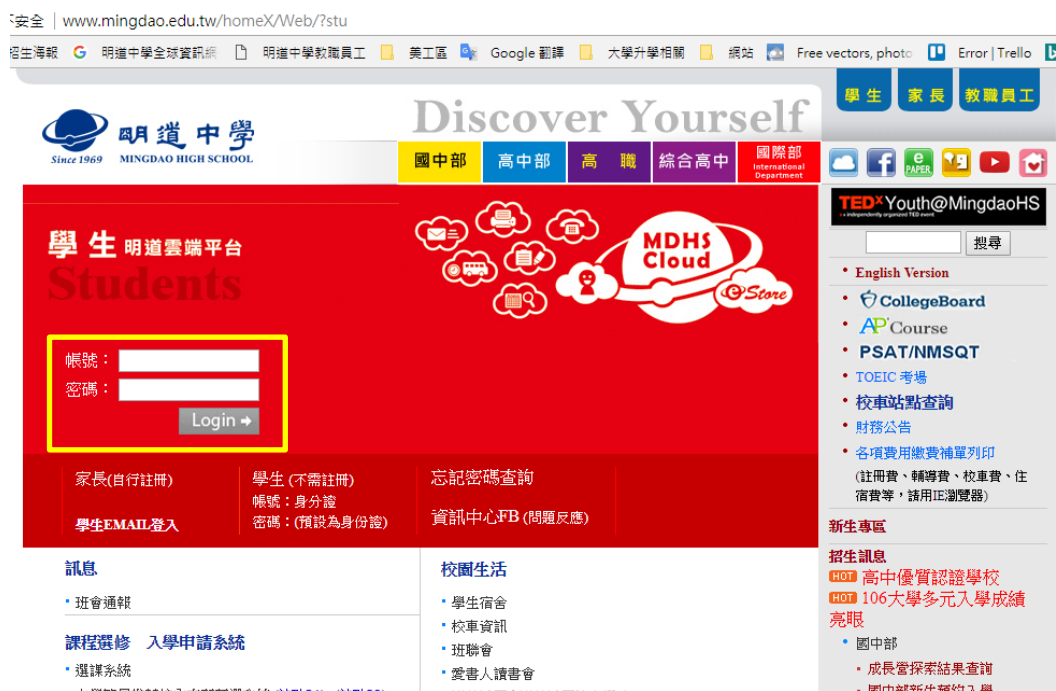 不安全 | www.mingdao.edu.tw/homeX/Web/?stu
招生海報 明道中學全球資訊網 明道中學教職員工 美工區 Google 翻譯 大學升學相關 網站 Free vectors, photo Error | Trello
學生 家長 教職員工
明道中學
Since 1969 MINGDAO HIGH SCHOOL
Discover Yourself
國中部 高中部 高 職 綜合高中 國際部
International
Department
e
PAPER
TEDx Youth@MingdaoHS
x = independently organized TED event
搜尋
學生 明道雲端平台
Students
MDHS
Cloud
eStore
帳號：
密碼：
Login
家長(自行註冊)
學生EMAIL登入
學生 (不需註冊)
帳號：身分證
密碼：(預設為身份證)
忘記密碼查詢
資訊中心FB (問題反應)
訊息
班會通報
課程選修 入學申請系統
選課系統
校園生活
學生宿舍
校車資訊
班聯會
愛書人讀書會
English Version
CollegeBoard
AP Course
PSAT/NMSQT
TOEIC 考場
校車站點查詢
財務公告
各項費用繳費補單列印
(註冊費、輔導費、校車費、住
宿費等，請用IE瀏覽器)
新生專區
招生訊息
HOT 高中優質認證學校
HOT 106大學多元入學成績
亮眼
國中部
成長營探索結果查詢